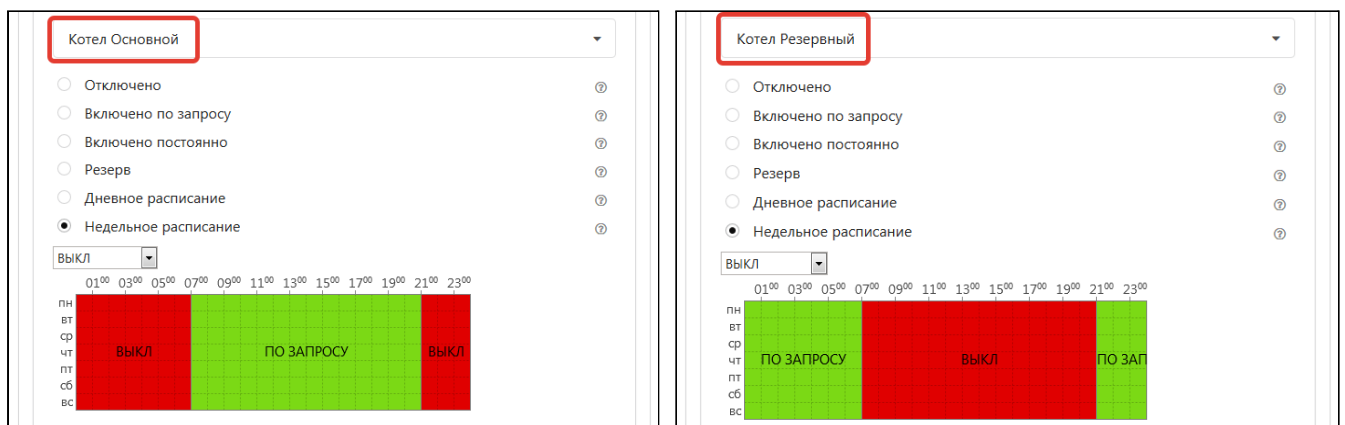 Котел Основной
Отключено
Включено по запросу
Включено постоянно
Резерв
Дневное расписание
Недельное расписание
ВЫКЛ
01⁰⁰ 03⁰⁰ 05⁰⁰ 07⁰⁰ 09⁰⁰ 11⁰⁰ 13⁰⁰ 15⁰⁰ 17⁰⁰ 19⁰⁰ 21⁰⁰ 23⁰⁰
пн
вт
ср
чт ВЫКЛ ПО ЗАПРОСУ ВЫКЛ
пт
сб
вс
Котел Резервный
Отключено
Включено по запросу
Включено постоянно
Резерв
Дневное расписание
Недельное расписание
ВЫКЛ
01⁰⁰ 03⁰⁰ 05⁰⁰ 07⁰⁰ 09⁰⁰ 11⁰⁰ 13⁰⁰ 15⁰⁰ 17⁰⁰ 19⁰⁰ 21⁰⁰ 23⁰⁰
пн
вт
ср
чт ПО ЗАПРОСУ ВЫКЛ ПО ЗАП
пт
сб
вс